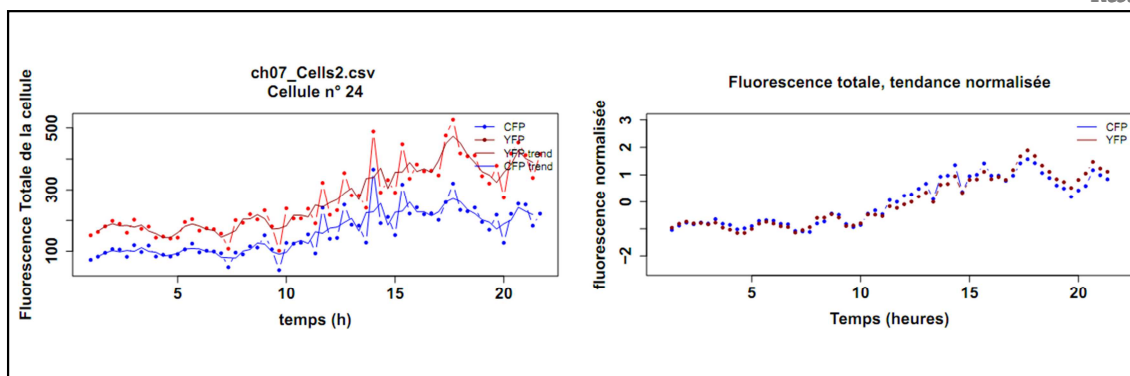 ch07_Cells2.csv
Cellule n° 24
Fluorescence Totale de la cellule
500
300
100
CFP
YFP
YFP trend
CFP trend
5
10
15
20
temps (h)
Fluorescence totale, tendance normalisée
fluorescence normalisée
3
2
1
0
−2
CFP
YFP
5
10
15
20
Temps (heures)